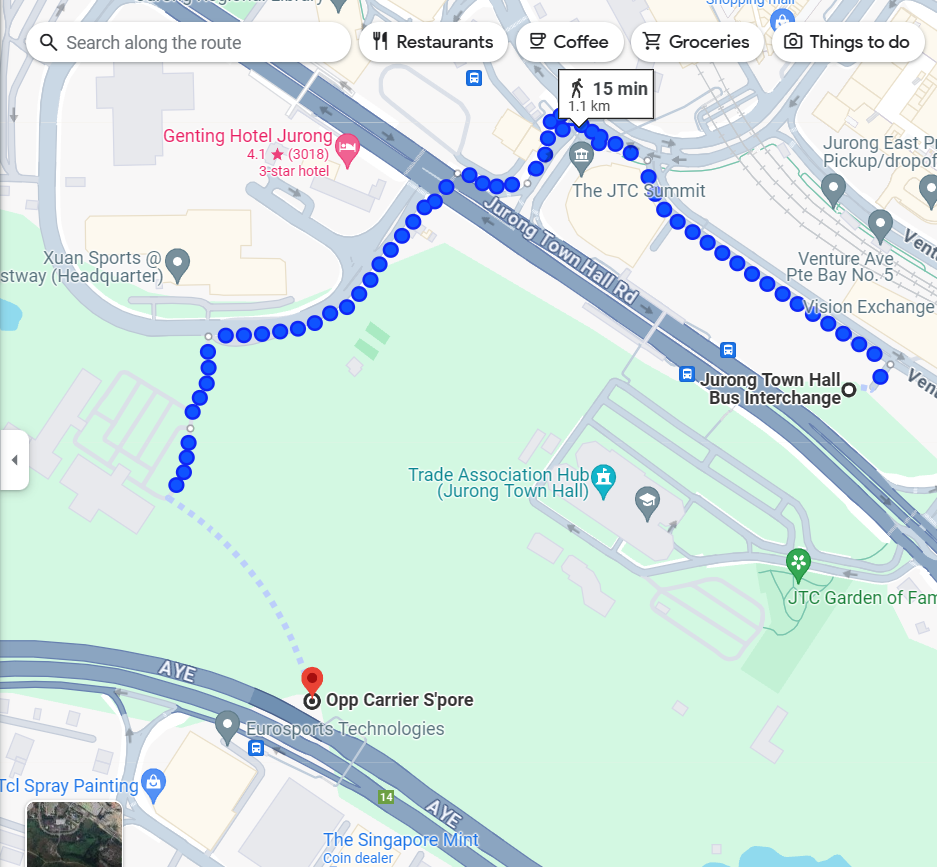 Shopping mall
Search along the route
Restaurants
Coffee
Groceries
Things to do
15 min
1.1 km
Genting Hotel Jurong
4.1 ★ (3018)
3-star hotel
The JTC Summit
Jurong East
Pickup/dropof
Jurong Town Hall Rd
Xuan Sports @
stway (Headquarter)
Venture Ave
Pte Bay No. 5
Vision Exchange
Jurong Town Hall
Bus Interchange
Trade Association Hub
(Jurong Town Hall)
JTC Garden of Fam
AYE
Opp Carrier S'pore
Eurosports Technologies
Tcl Spray Painting
14
AYE
The Singapore Mint
Coin dealer